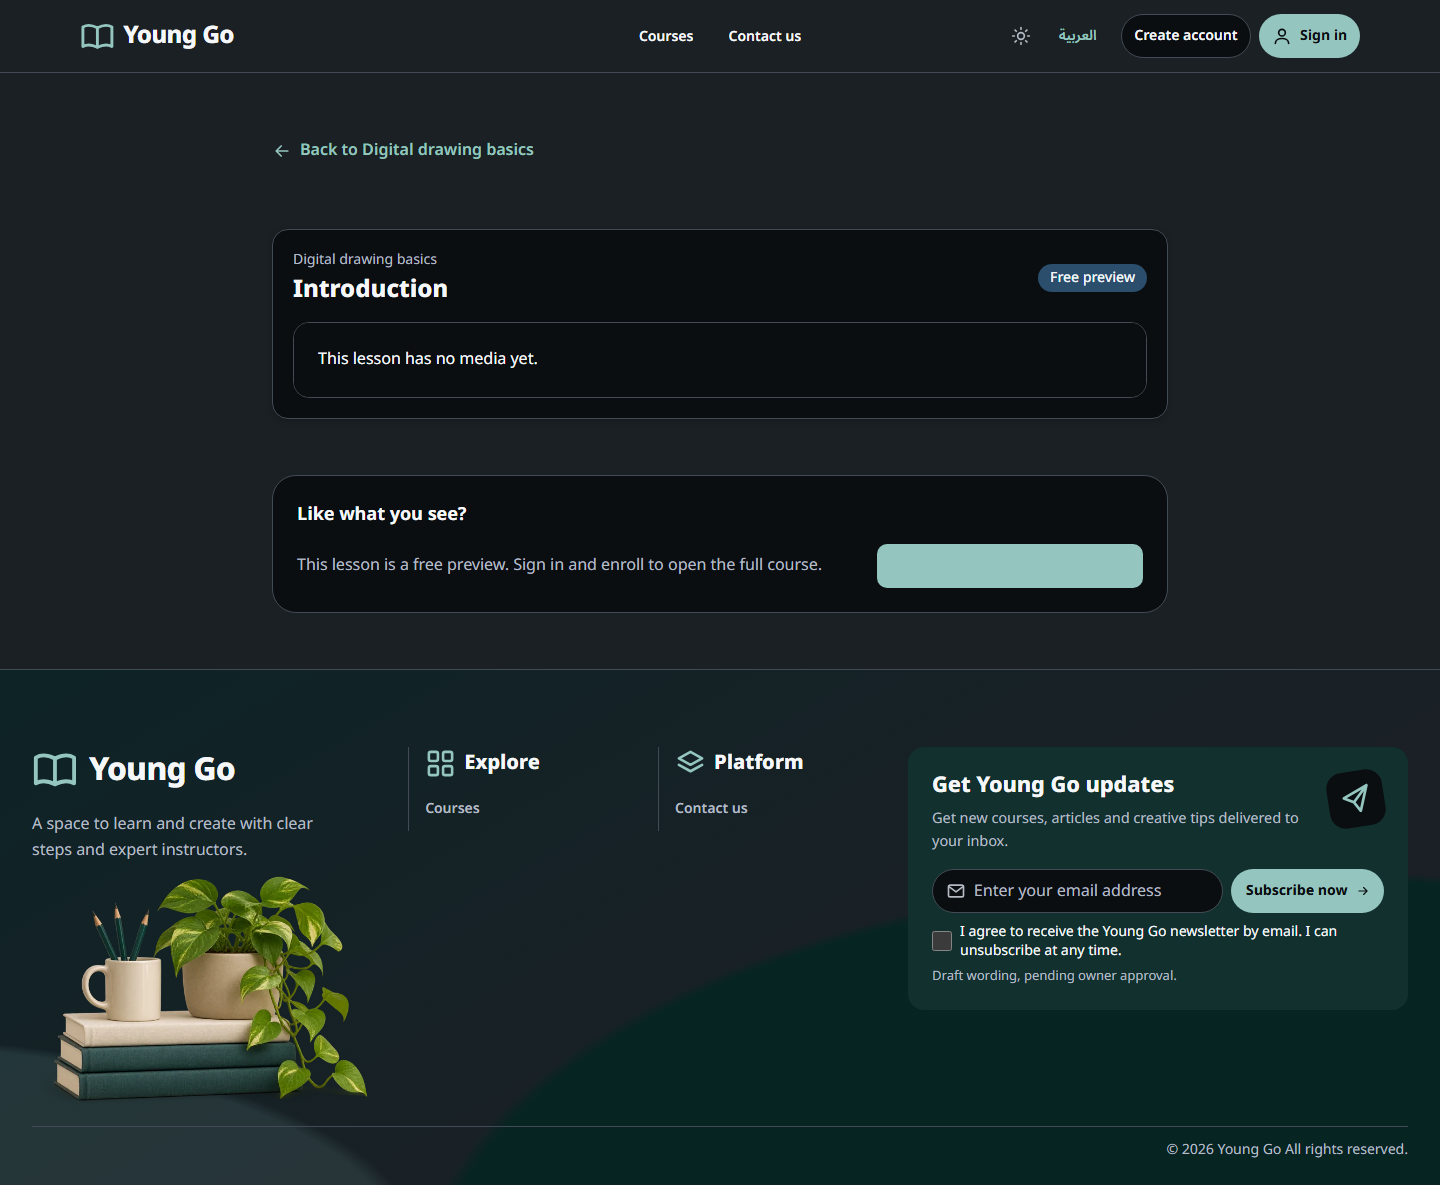 Young Go
Courses
Contact us
العربية
Create account
Sign in
Back to Digital drawing basics
Digital drawing basics
Introduction
Free preview
This lesson has no media yet.
Like what you see?
This lesson is a free preview. Sign in and enroll to open the full course.
Young Go
A space to learn and create with clear
steps and expert instructors.
Explore
Courses
Platform
Contact us
Get Young Go updates
Get new courses, articles and creative tips delivered to
your inbox.
Enter your email address
Subscribe now
I agree to receive the Young Go newsletter by email. I can
unsubscribe at any time.
Draft wording, pending owner approval.
© 2026 Young Go All rights reserved.